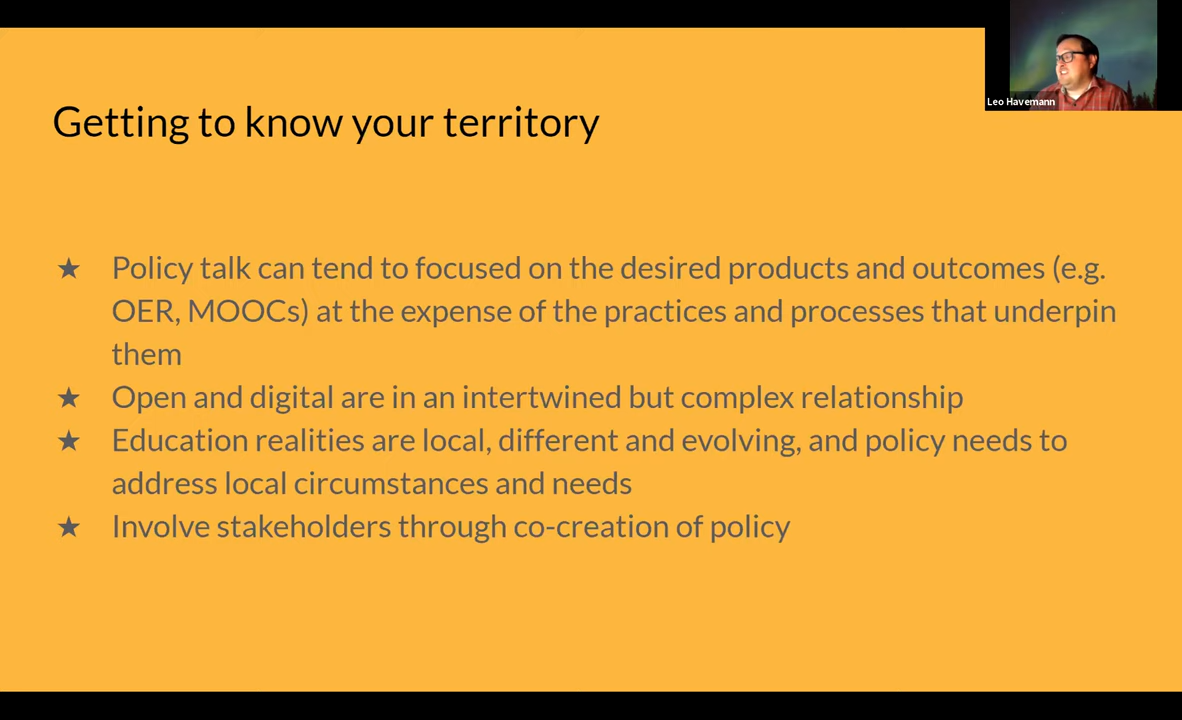 Leo Havemann
Getting to know your territory
★ Policy talk can tend to focused on the desired products and outcomes (e.g.
OER, MOOCs) at the expense of the practices and processes that underpin
them
★ Open and digital are in an intertwined but complex relationship
★ Education realities are local, different and evolving, and policy needs to
address local circumstances and needs
★ Involve stakeholders through co-creation of policy